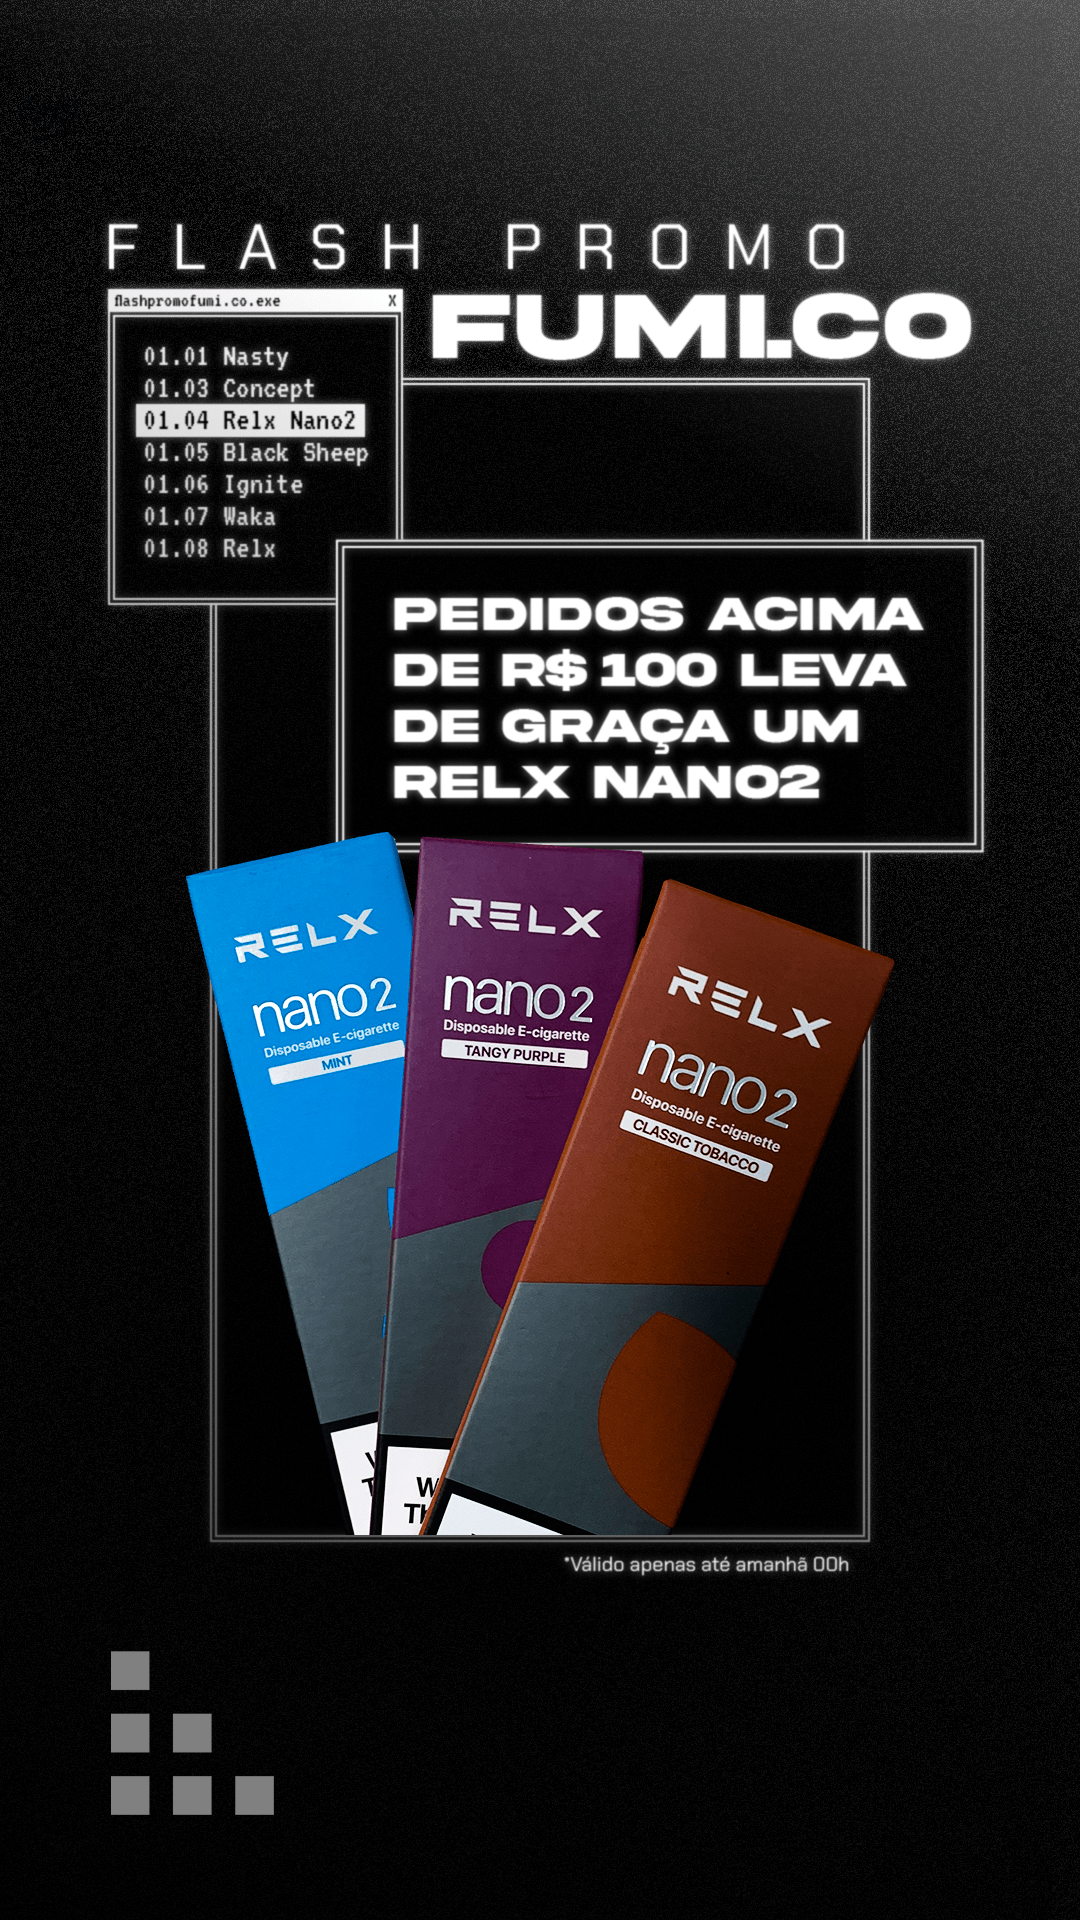 FLASH PROMO
FUMI.CO
flashpromofumi.co.exe X
01.01 Nasty
01.03 Concept
01.04 Relx Nano2
01.05 Black Sheep
01.06 Ignite
01.07 Waka
01.08 Relx
PEDIDOS ACIMA
DE R$ 100 LEVA
DE GRAÇA UM
RELX NANO2
RELX
nano 2
Disposable E-cigarette
MINT
RELX
nano 2
Disposable E-cigarette
TANGY PURPLE
RELX
nano 2
Disposable E-cigarette
CLASSIC TOBACCO
*Válido apenas até amanhã 00h